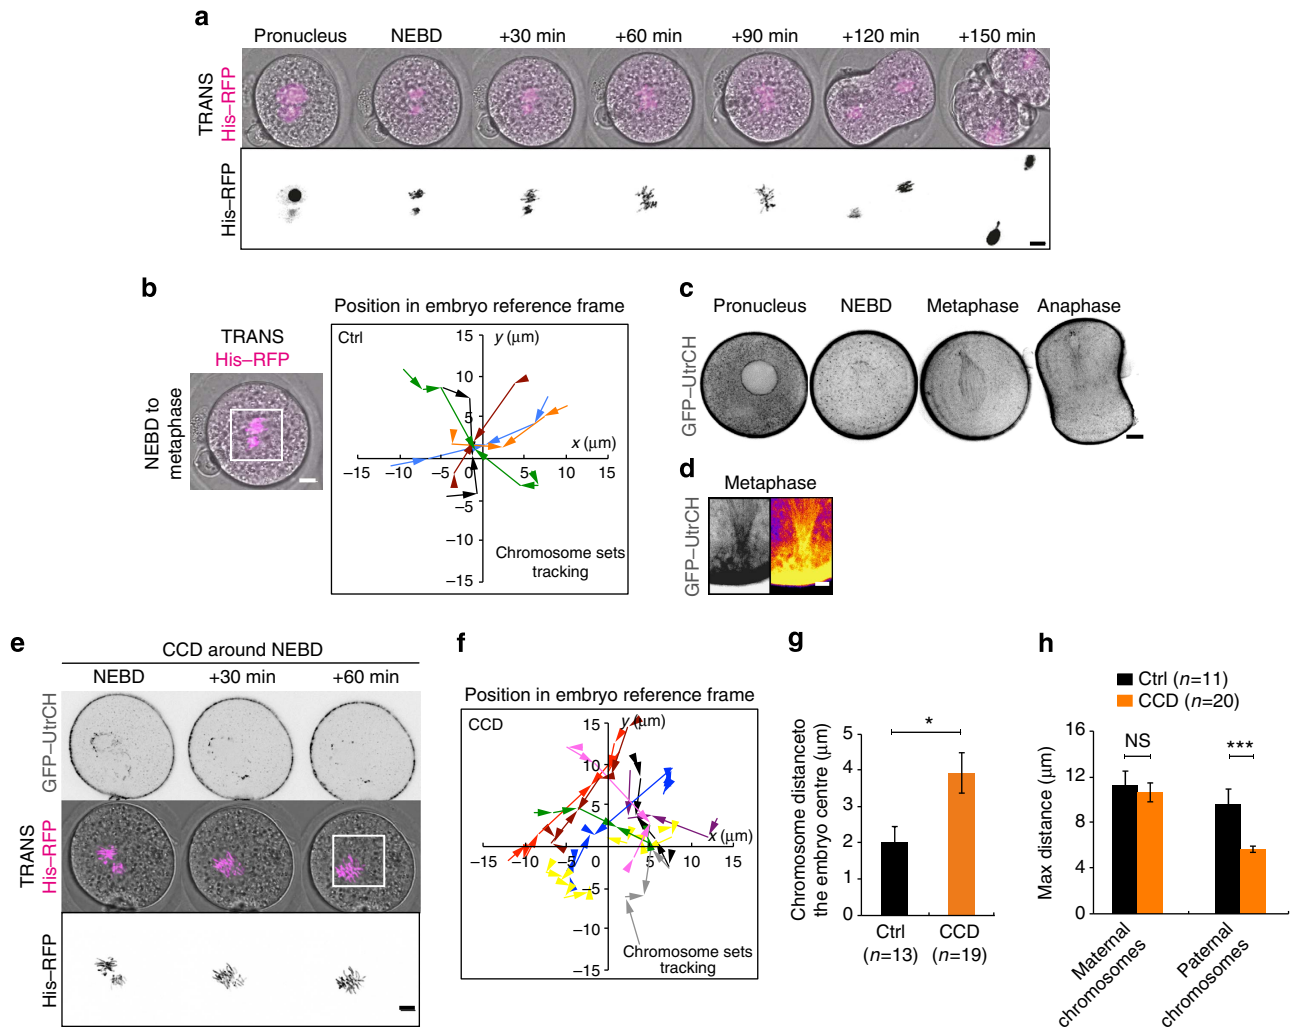 a
Pronucleus NEBD +30 min +60 min +90 min +120 min +150 min
TRANS
His–RFP
His–RFP
b
TRANS
His–RFP
NEBD to
metaphase
Position in embryo reference frame
Ctrl
y (μm)
15
10
5
x (μm)
−15 −10 −5 0 5 10 15
−5
−10
−15
Chromosome sets
tracking
c
Pronucleus NEBD Metaphase Anaphase
GFP–UtrCH
d
Metaphase
GFP–UtrCH
e
CCD around NEBD
NEBD +30 min +60 min
GFP–UtrCH
TRANS
His–RFP
His–RFP
f
Position in embryo reference frame
CCD
y (μm)
15
10
5
x (μm)
−15 −10 −5 0 5 10 15
−5
−10
−15
Chromosome sets
tracking
g
Chromosome distanceto
the embryo centre (μm)
5
4
3
2
1
0
*
Ctrl
(n=13)
CCD
(n=19)
h
Ctrl (n=11)
CCD (n=20)
Max distance (μm)
16
12
8
4
0
NS
***
Maternal
chromosomes
Paternal
chromosomes